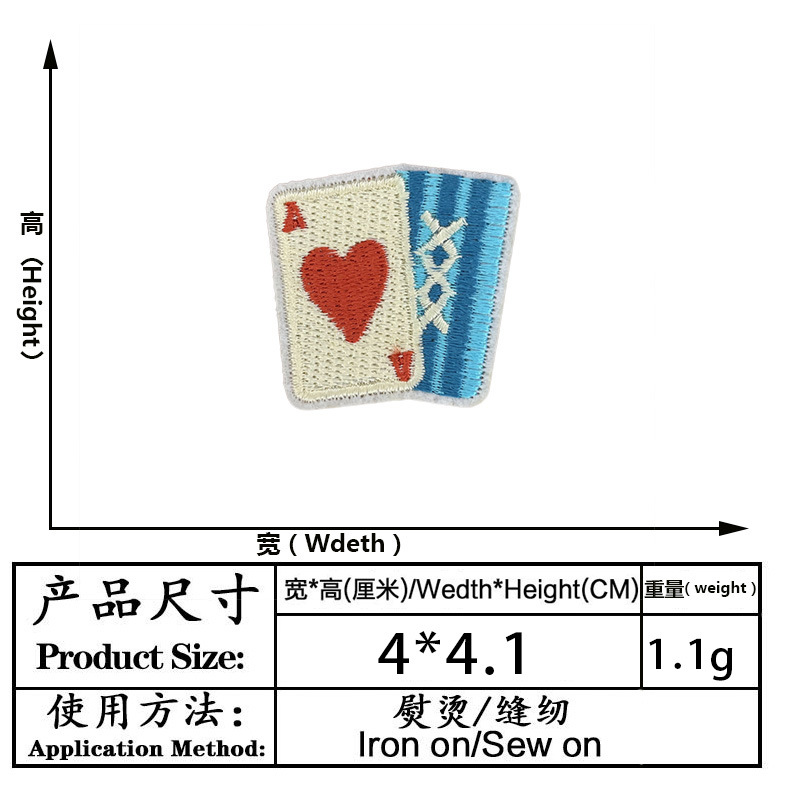 高（Height）
A
A
宽（Wdeth）
产品尺寸
Product Size:
宽*高(厘米)/Wedth*Height(CM)
重量( weight )
4*4.1
1.1g
使用方法：
Application Method:
熨烫/缝纫
Iron on/Sew on